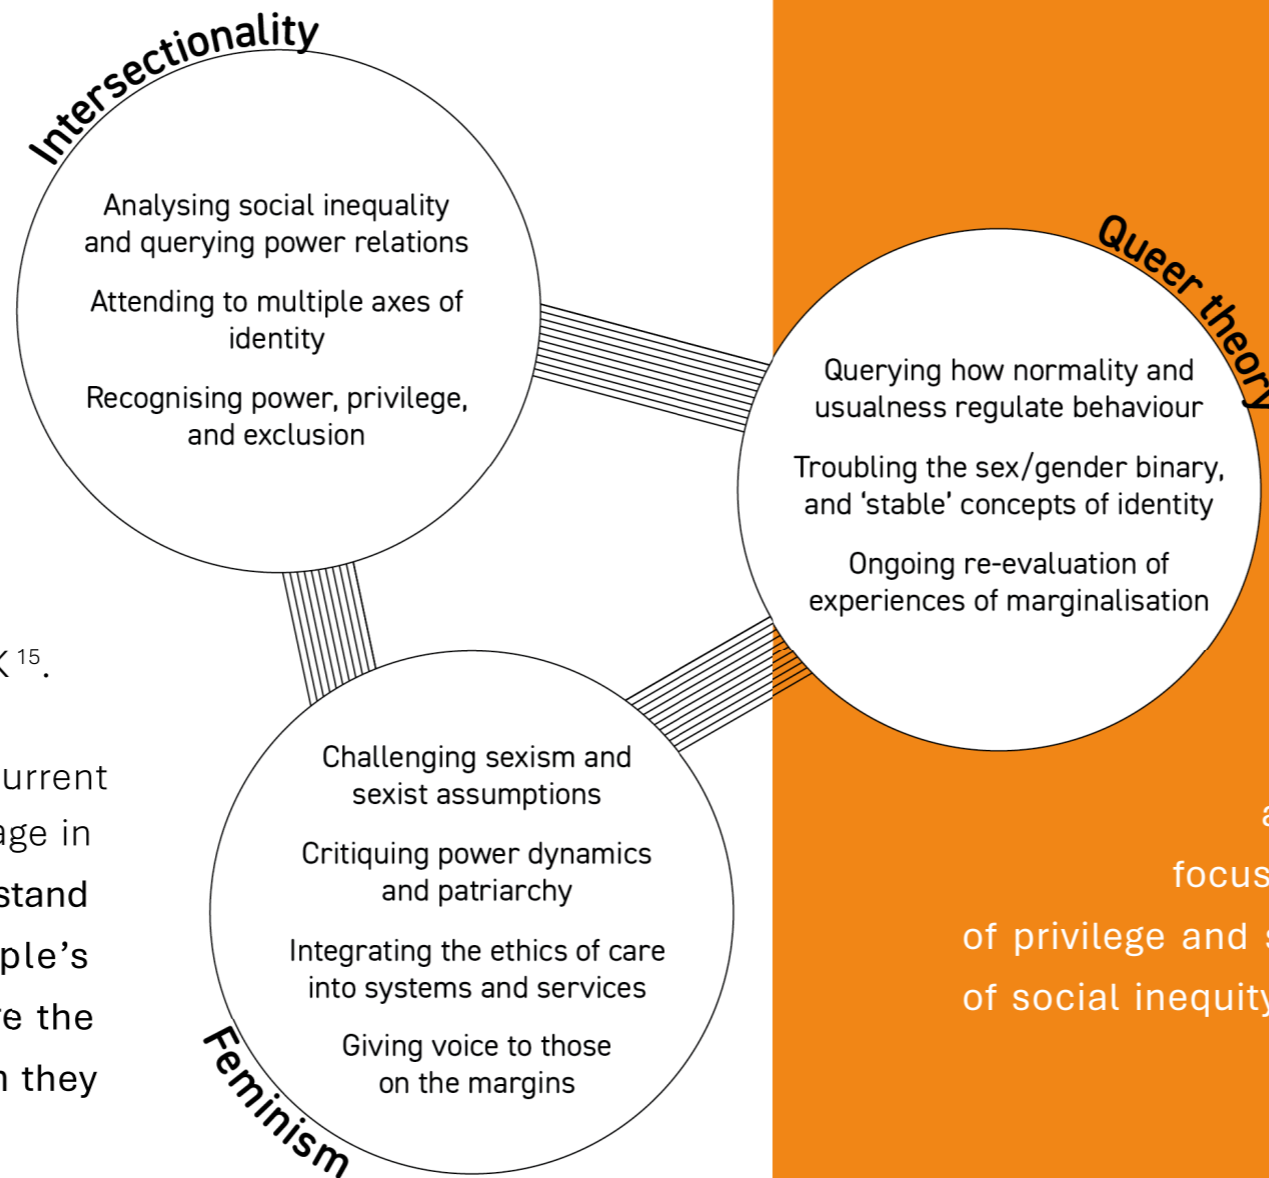 Intersectionality
Analysing social inequality
and querying power relations
Attending to multiple axes of
identity
Recognising power, privilege,
and exclusion
Queer theory
Querying how normality and
usualness regulate behaviour
Troubling the sex/gender binary,
and ‘stable’ concepts of identity
Ongoing re-evaluation of
experiences of marginalisation
Feminism
Challenging sexism and
sexist assumptions
Critiquing power dynamics
and patriarchy
Integrating the ethics of care
into systems and services
Giving voice to those
on the margins
15.
urrent
age in
stand
ple’s
e the
they
focus
of privilege and
of social inequity